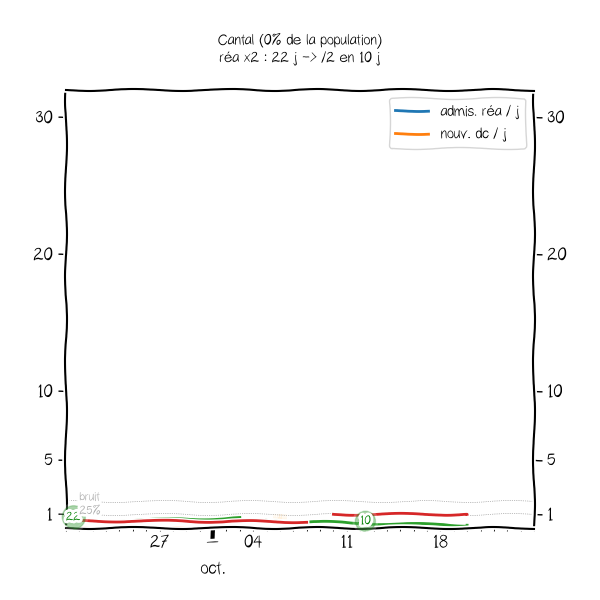 Cantal (0% de la population)
réa x2 : 22 j -> /2 en 10 j
admis. réa / j
nouv. dc / j
30
30
20
20
10
10
5
5
bruit
25%
22
10
1
1
27
04
11
18
oct.